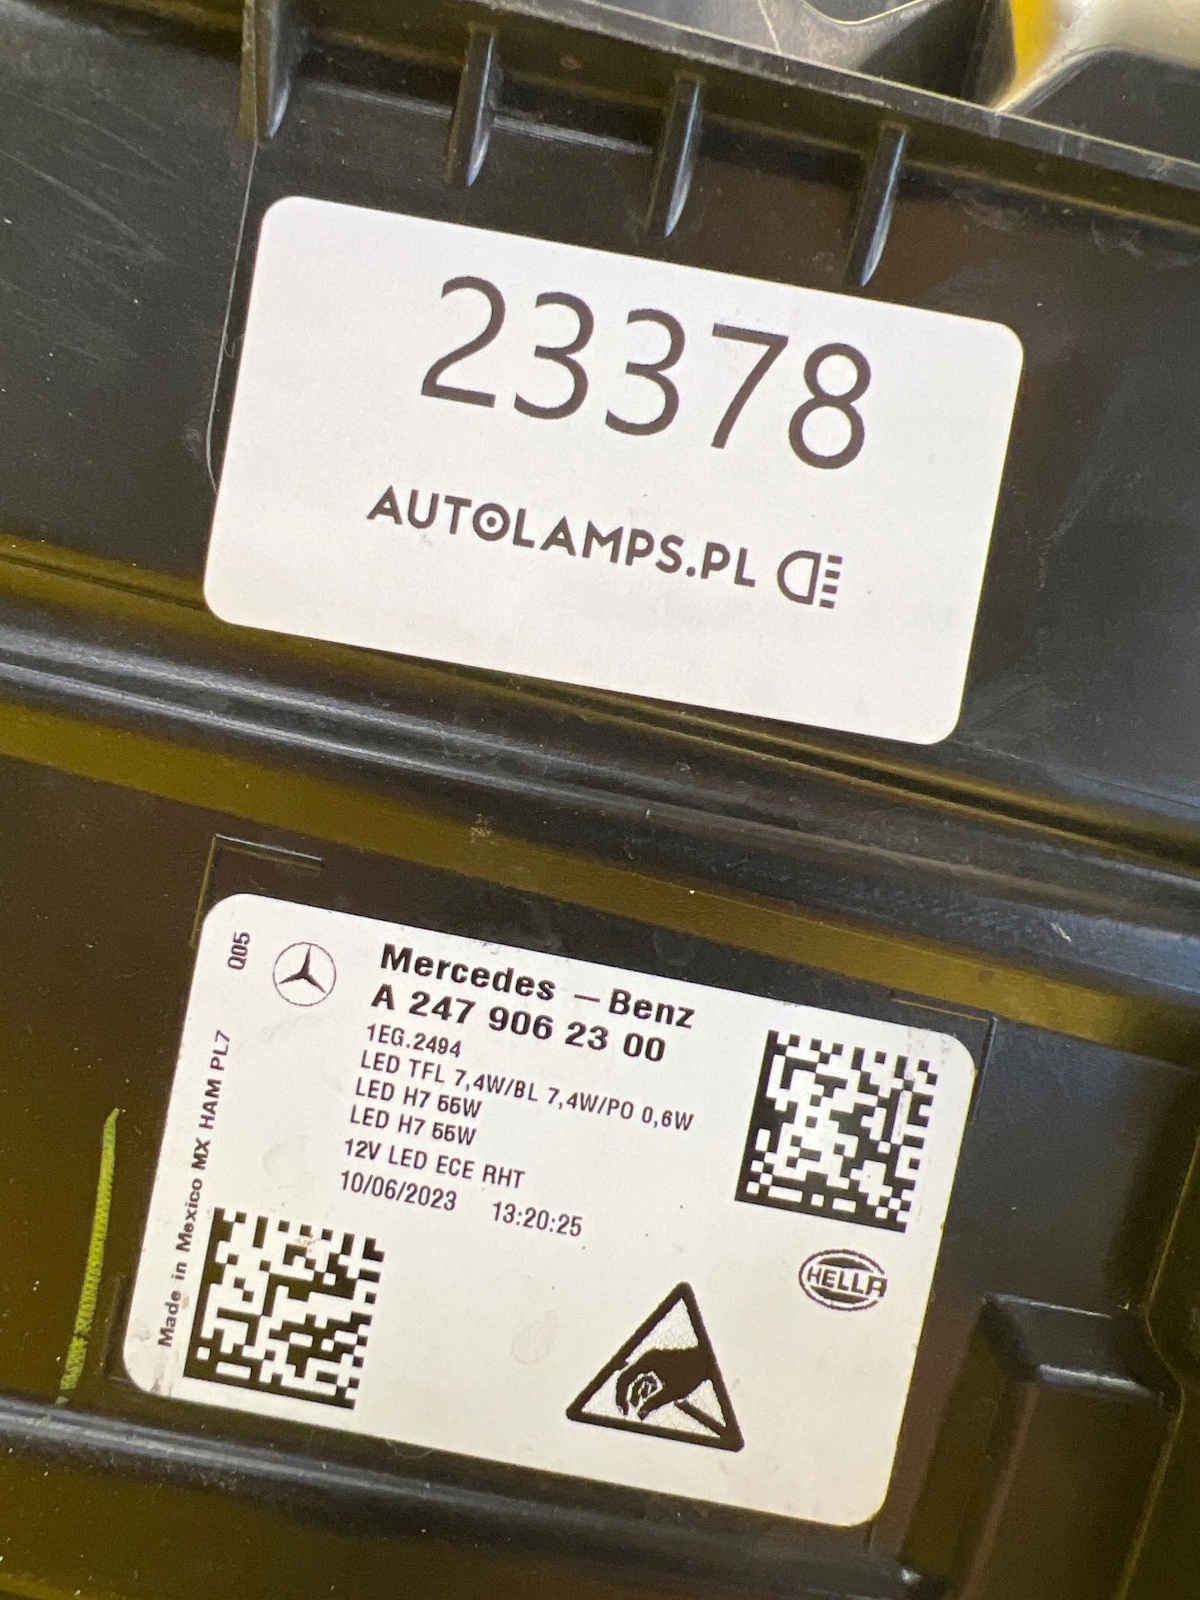 23378
AUTOLAMPS.PL
Q05
Mercedes – Benz
A 247 906 23 00
1EG.2494
LED TFL 7,4W/BL 7,4W/PO 0,6W
LED H7 55W
LED H7 55W
12V LED ECE RHT
10/06/2023 13:20:25
Made in Mexico MX HAM PL7
HELLA